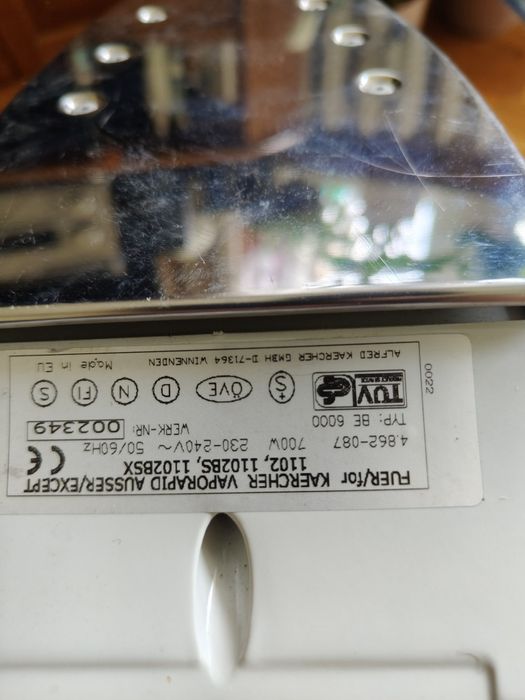 FUER/for KAERCHER VAPORAPID AUSSER/EXCEPT
1102, 1102BS, 1102BSX
4.862-087 700W 230-240V~ 50/60Hz CE
TYP: BE 6000 WERK-NR: 002349
TÜV GS S+ ÖVE D N FI S
ALFRED KAERCHER GMBH D-71364 WINNENDEN Made in EU
0022